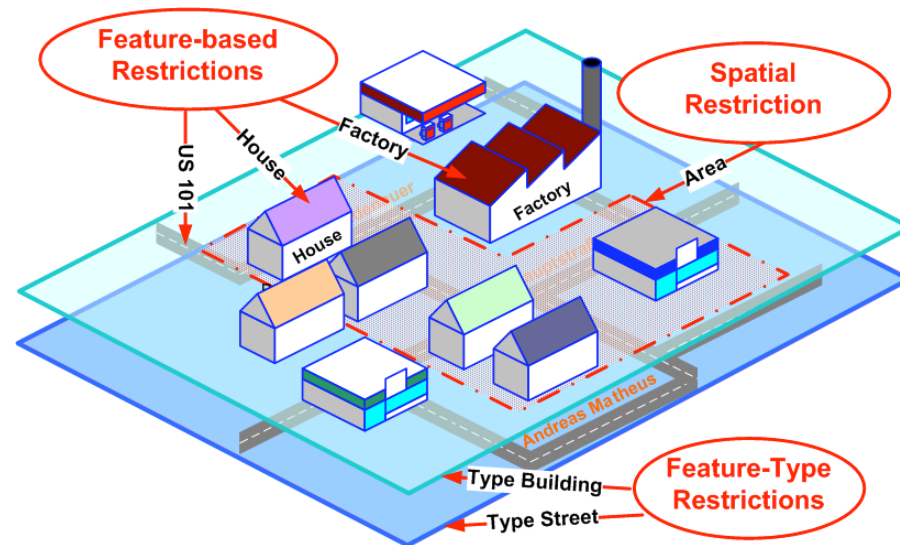 Feature-based
Restrictions
Spatial
Restriction
US 101
House
Factory
Area
House
Factory
Andreas Matheus
Type Building
Type Street
Feature-Type
Restrictions